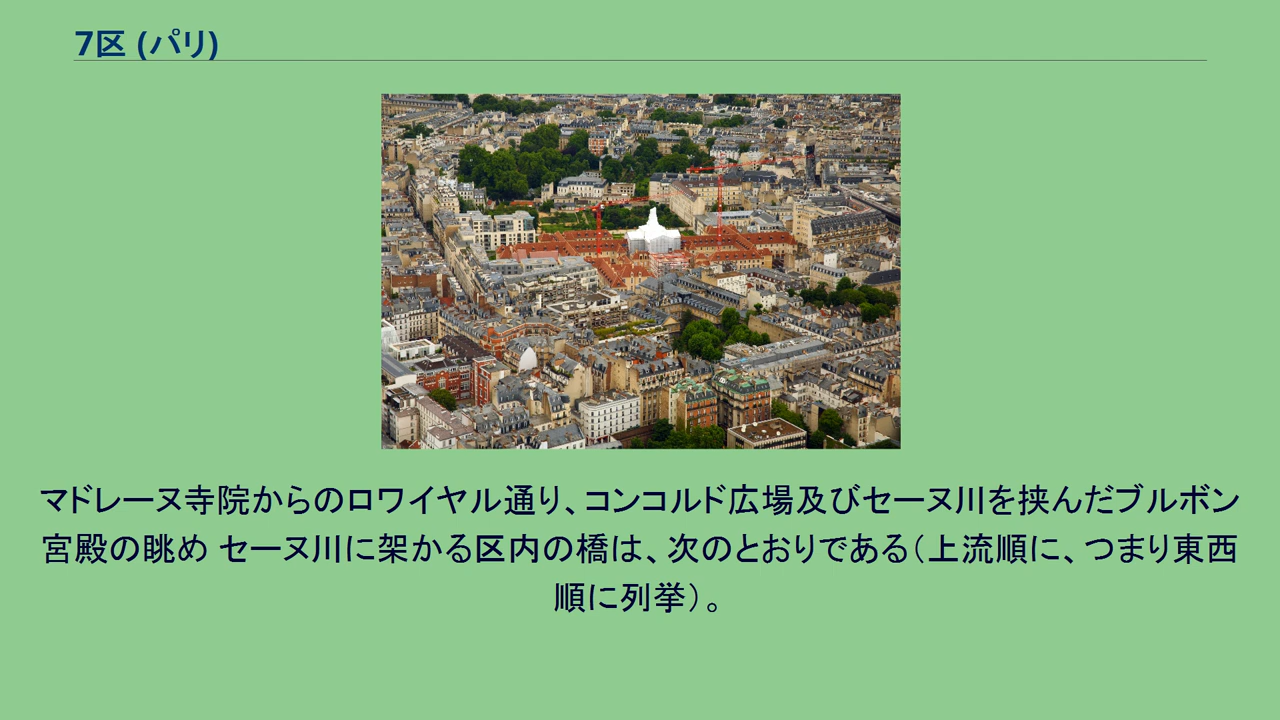 7区 (パリ)
マドレーヌ寺院からのロワイヤル通り、コンコルド広場及びセーヌ川を挟んだブルボン
宮殿の眺め セーヌ川に架かる区内の橋は、次のとおりである（上流順に、つまり東西
順に列挙）。